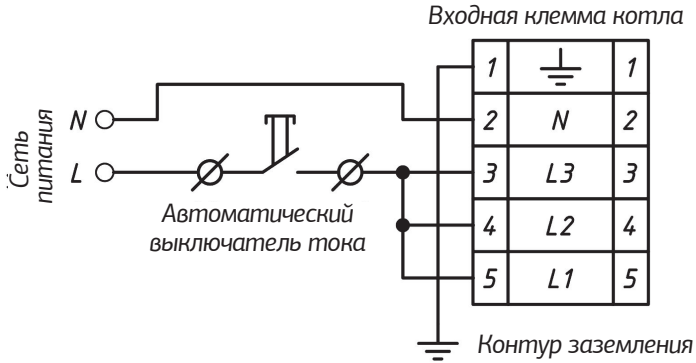 Входная клемма котла
1 1
Сеть
питания
N
2 N 2
L
3 L3 3
Автоматический
выключатель тока
4 L2 4
5 L1 5
Контур заземления